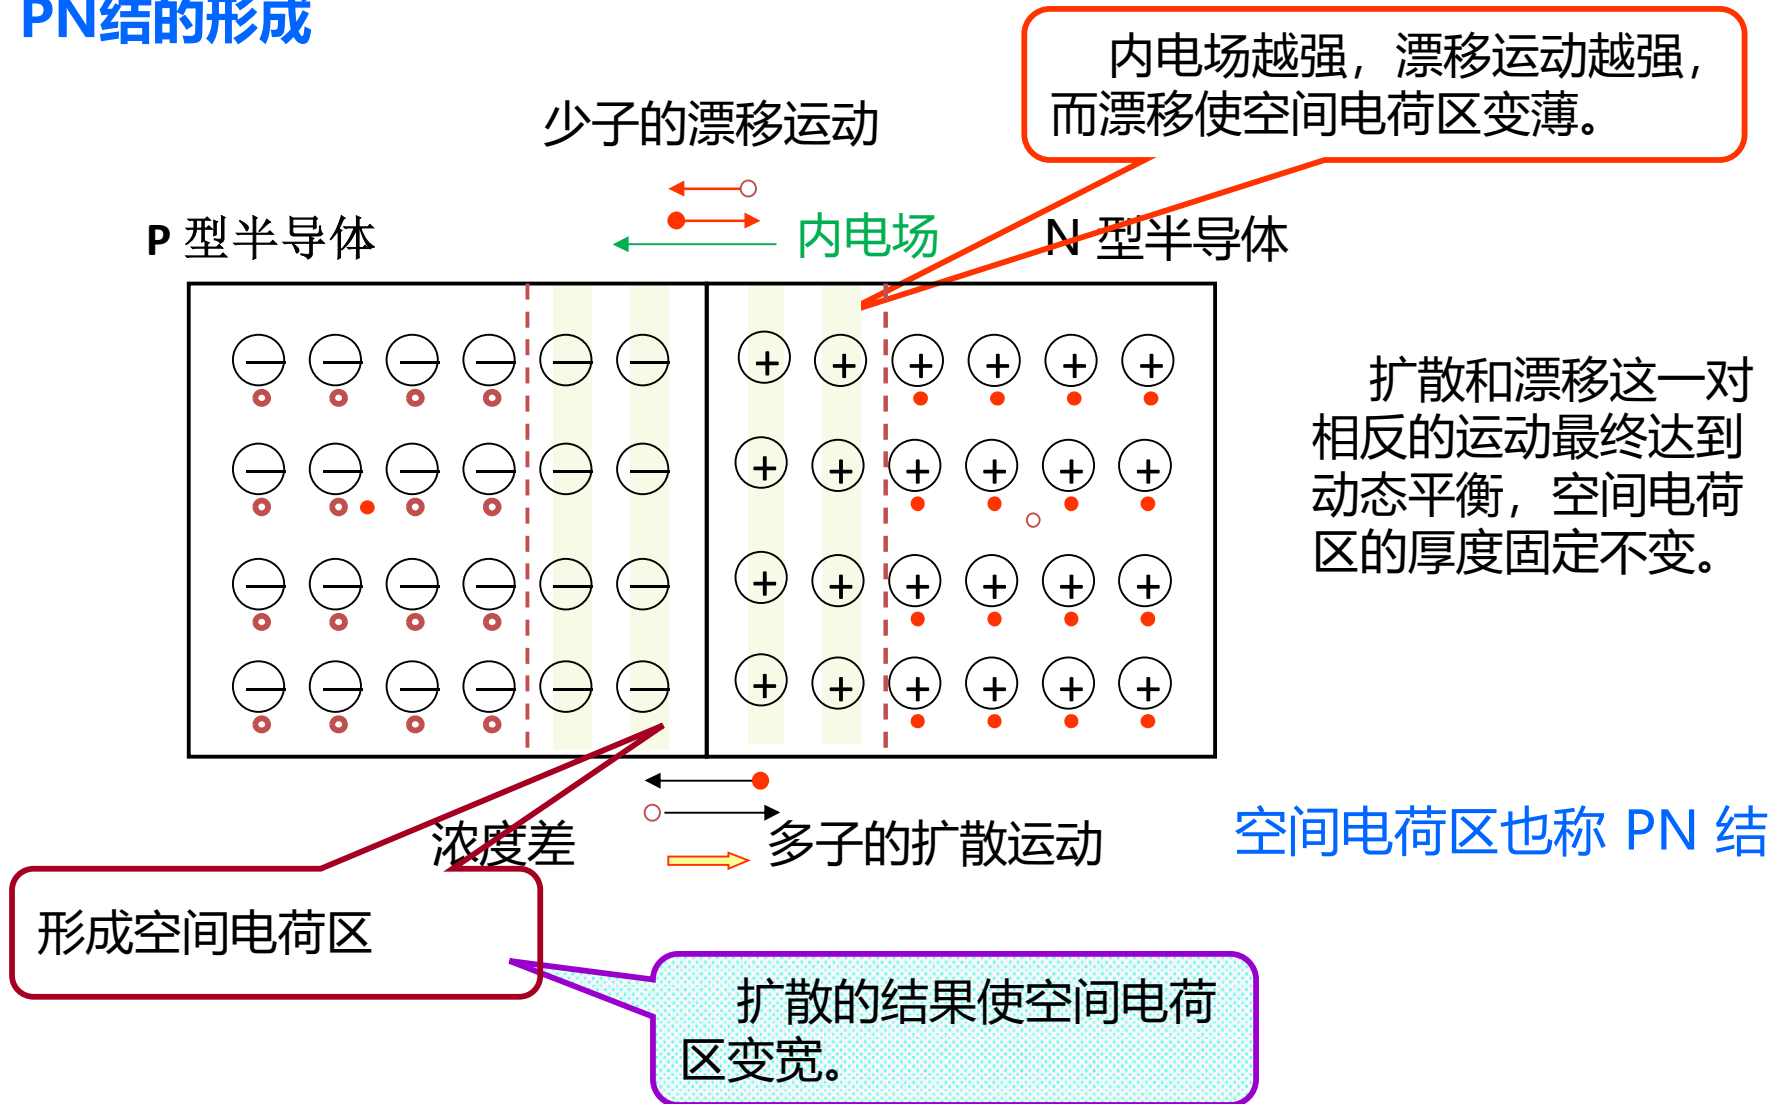 PN结的形成
内电场越强，漂移运动越强，
而漂移使空间电荷区变薄。
少子的漂移运动
P 型半导体
内电场
N 型半导体
扩散和漂移这一对
相反的运动最终达到
动态平衡，空间电荷
区的厚度固定不变。
浓度差
多子的扩散运动
空间电荷区也称 PN 结
形成空间电荷区
扩散的结果使空间电荷
区变宽。